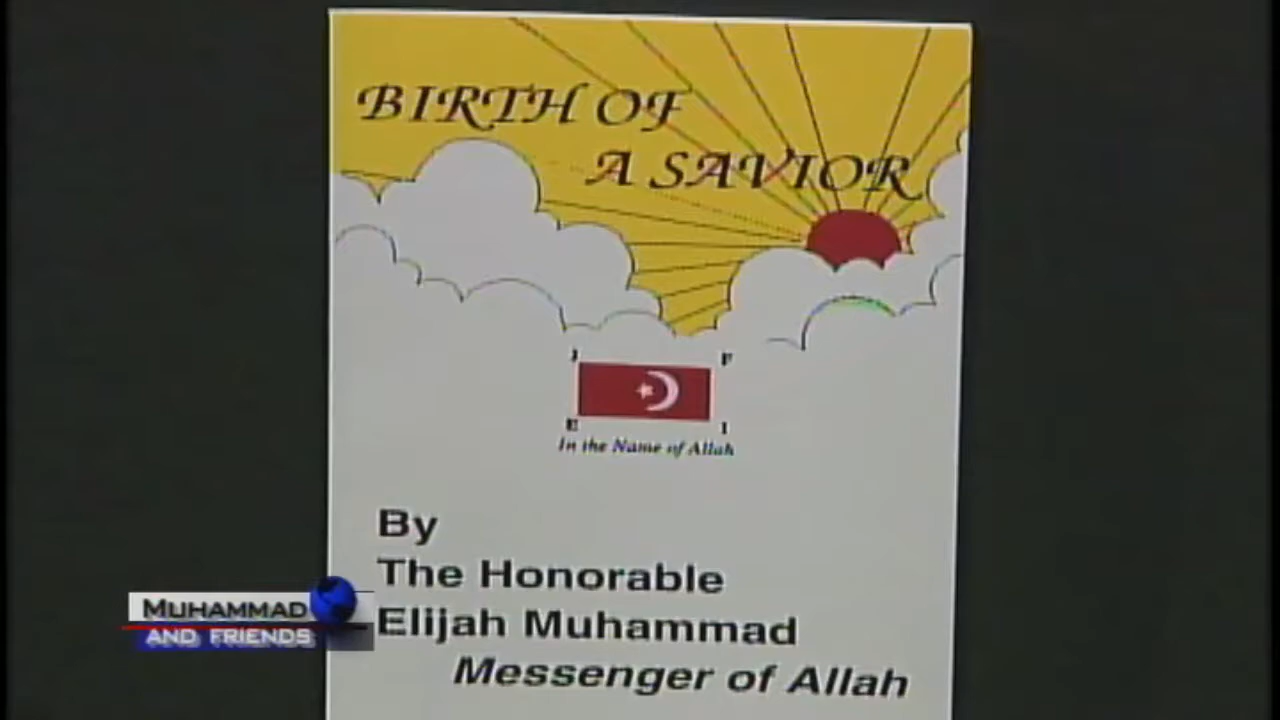 BIRTH OF
A SAVIOR
J F
E I
In the Name of Allah
By
The Honorable
Elijah Muhammad
Messenger of Allah
MUHAMMAD
AND FRIENDS